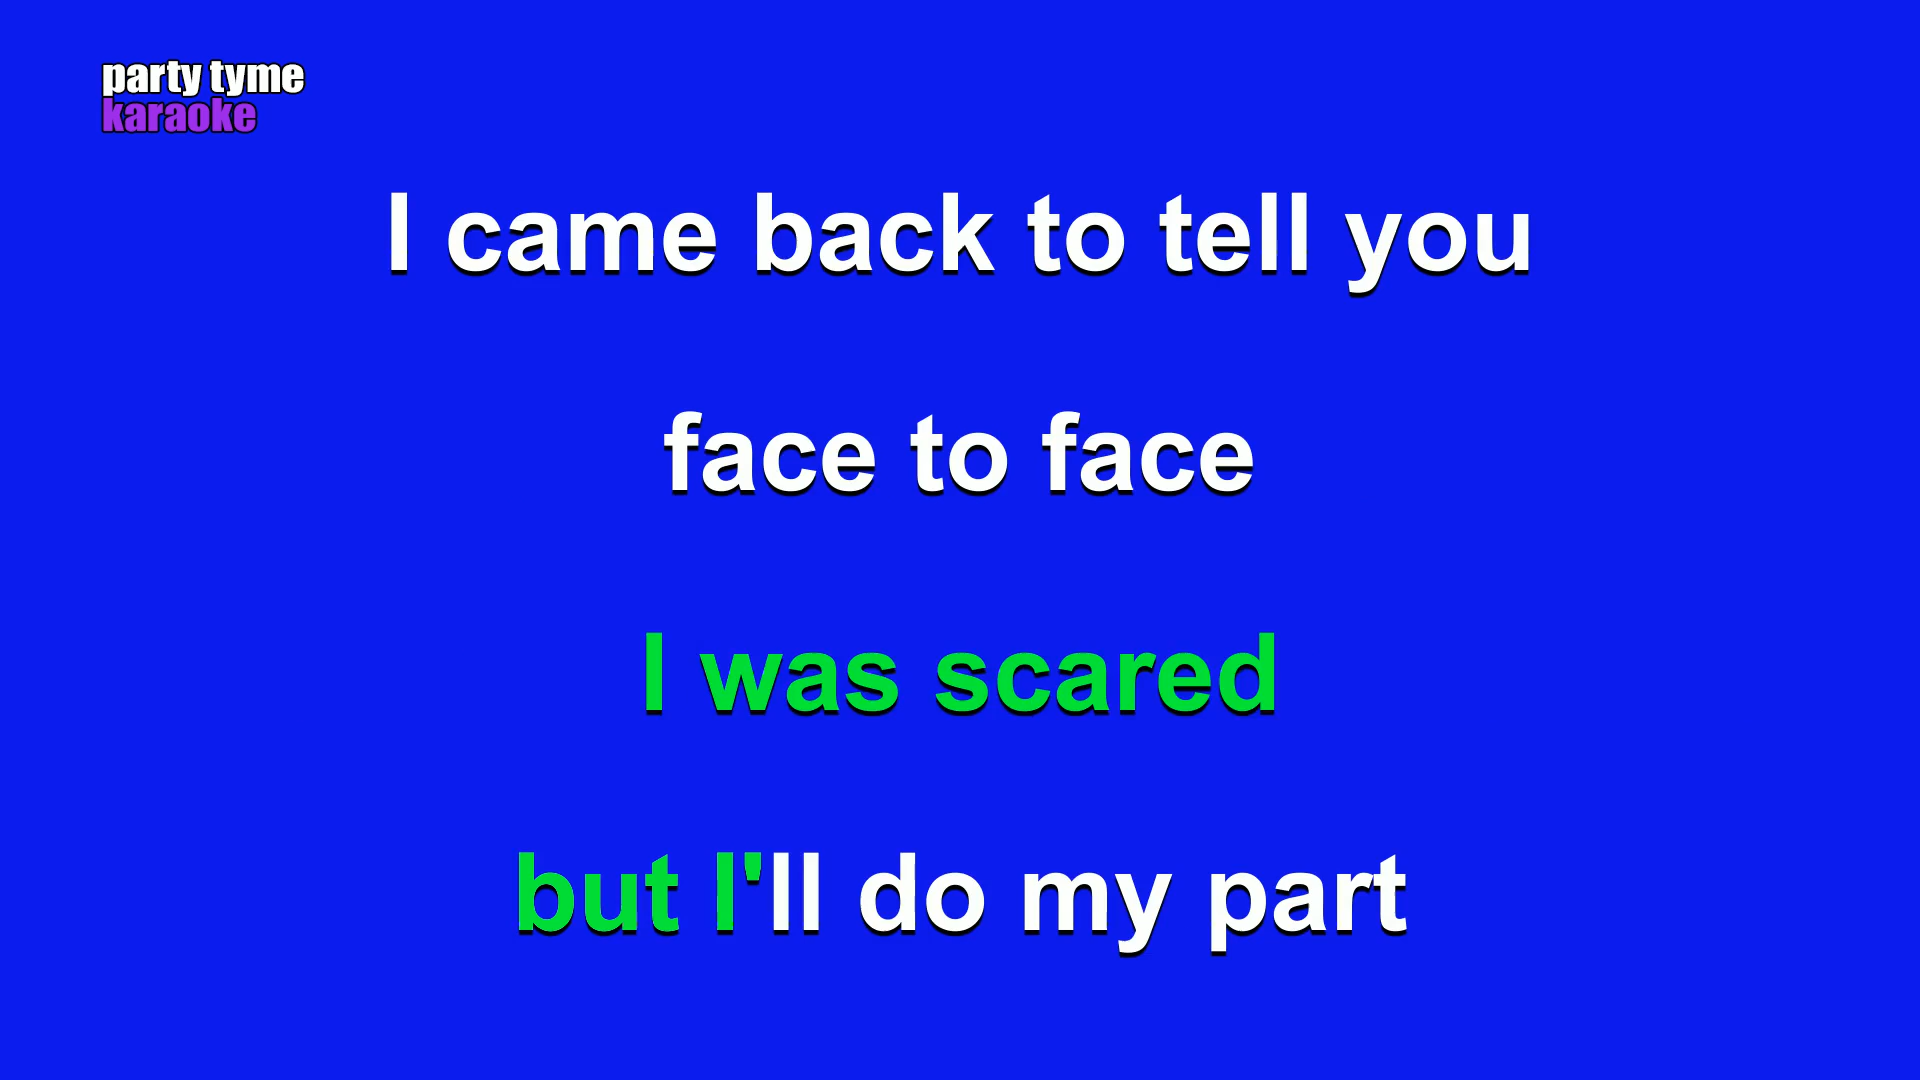 party tyme
karaoke
I came back to tell you
face to face
I was scared
but I'll do my part